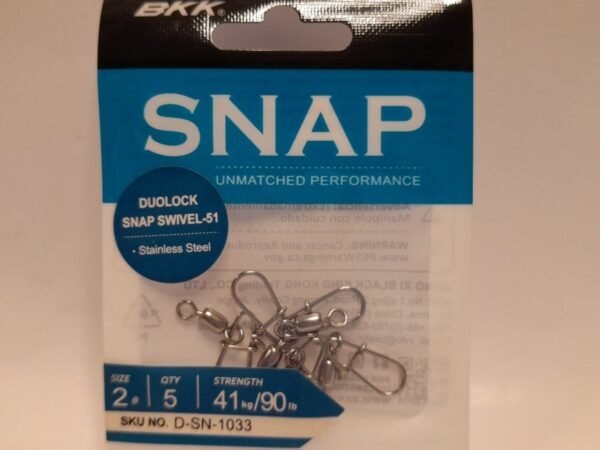 BKK®
SNAP
UNMATCHED PERFORMANCE
DUOLOCK
SNAP SWIVEL-51
• Stainless Steel
SIZE
2#
QTY
5
STRENGTH
41kg/90lb
SKU NO. D-SN-1033
Manipule con cuidado.
WARNING: Cancer and Reproduc
www.P65Warnings.ca.gov